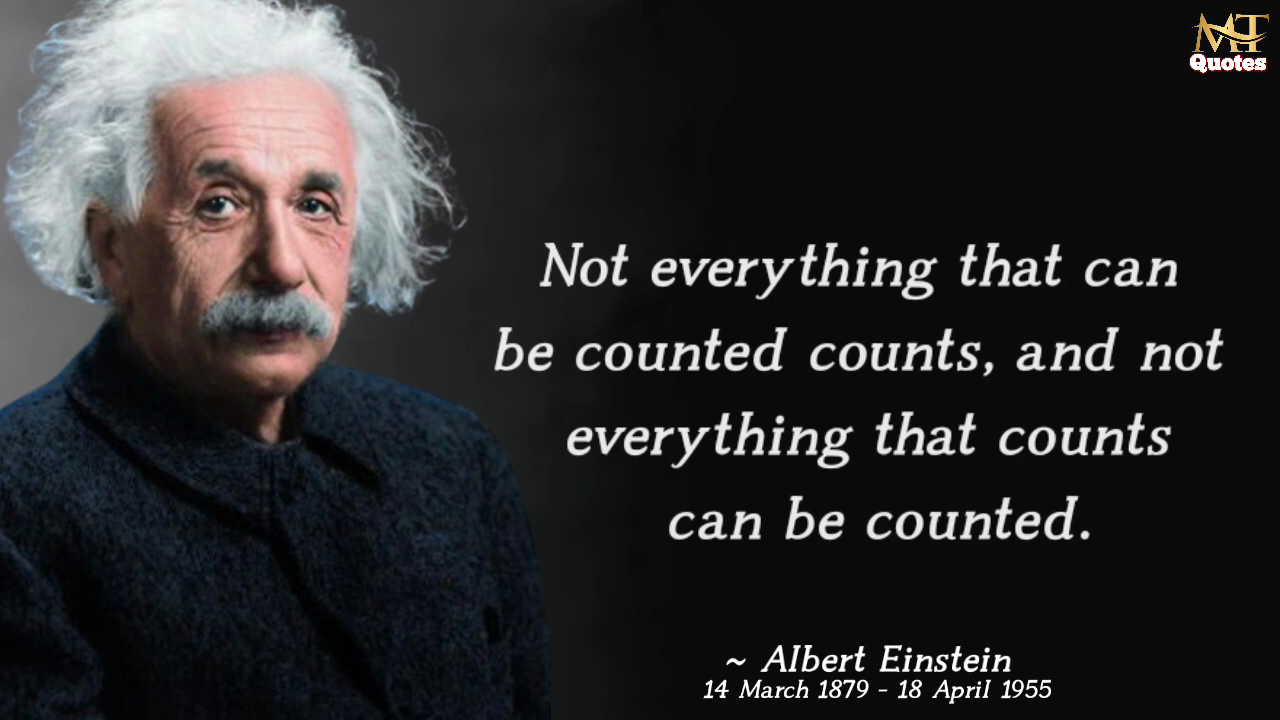 MT
Quotes
Not everything that can
be counted counts, and not
everything that counts
can be counted.
~ Albert Einstein
14 March 1879 - 18 April 1955